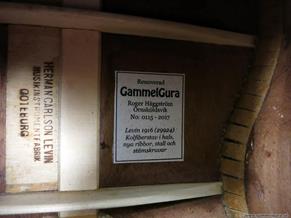 HERMAN CARLSON LEVIN
MUSIKINSTRUMENTFABRIK
GÖTEBORG
Renoverad
GammelGura
Roger Häggström
Örnsköldsvik
No: 0115 - 2017
Levin 1916 (29924)
Kolfiberstav i hals,
nya ribbor, stall och
stämskruvar